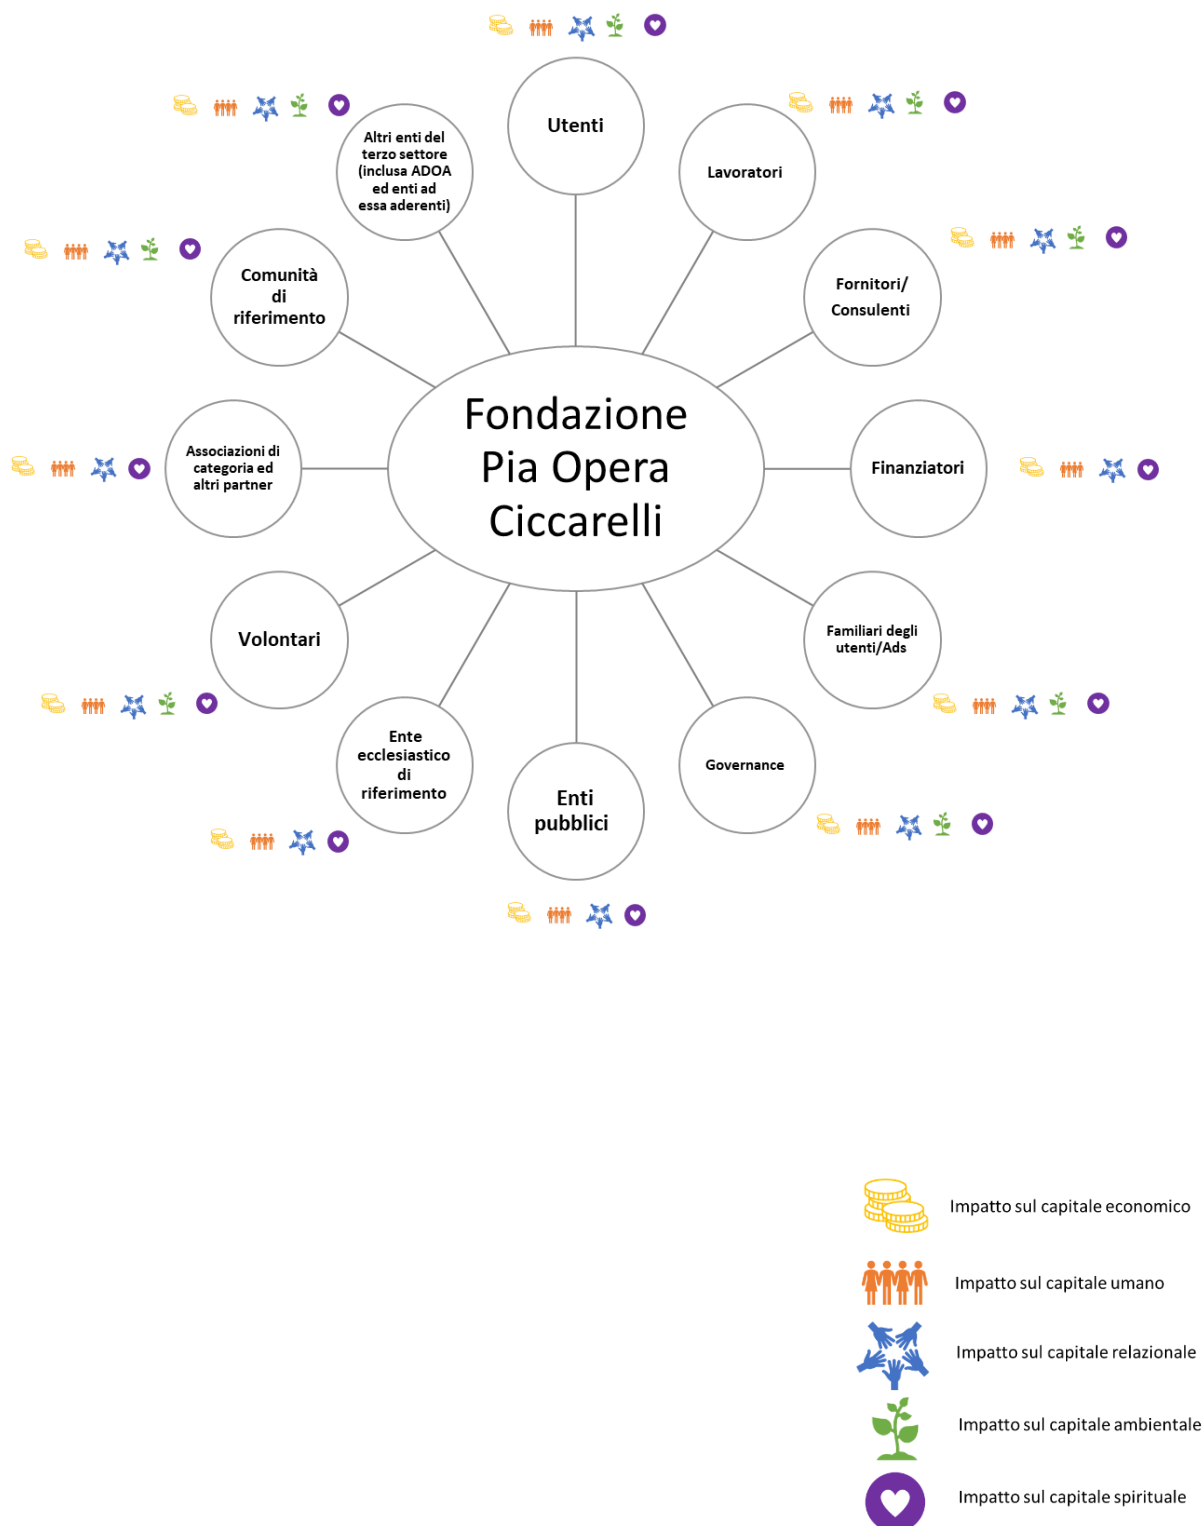 Utenti
Altri enti del
terzo settore
(inclusa ADOA
ed enti ad
essa aderenti)
Lavoratori
Comunità
di
riferimento
Fornitori/
Consulenti
Fondazione
Pia Opera
Ciccarelli
Associazioni di
categoria ed
altri partner
Finanziatori
Volontari
Familiari degli
utenti/Ads
Ente
ecclesiastico
di
riferimento
Governance
Enti
pubblici
Impatto sul capitale economico
Impatto sul capitale umano
Impatto sul capitale relazionale
Impatto sul capitale ambientale
Impatto sul capitale spirituale